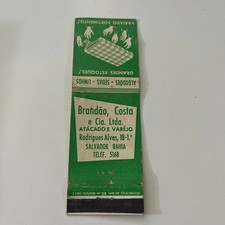 VARIADO SORTIMENTO!
GRANDES ESTOQUES!
ALGODÕES - SEDAS - LINHOS
Brandão, Costa
e Cia. Ltda.
ATACADO E VAREJO
Rodrigues Alves, 10-1.º
SALVADOR BAHIA
TELEF. 5168